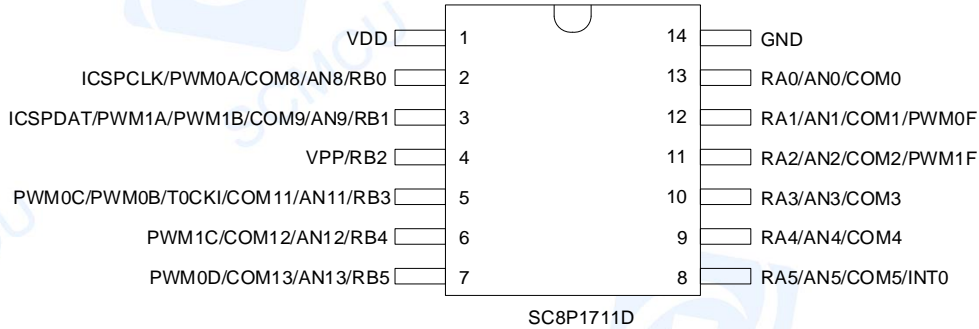 VDD 1 14 GND
ICSPCLK/PWM0A/COM8/AN8/RB0 2 13 RA0/AN0/COM0
ICSPDAT/PWM1A/PWM1B/COM9/AN9/RB1 3 12 RA1/AN1/COM1/PWM0F
VPP/RB2 4 11 RA2/AN2/COM2/PWM1F
PWM0C/PWM0B/T0CKI/COM11/AN11/RB3 5 10 RA3/AN3/COM3
PWM1C/COM12/AN12/RB4 6 9 RA4/AN4/COM4
PWM0D/COM13/AN13/RB5 7 8 RA5/AN5/COM5/INT0
SC8P1711D
SCMCU